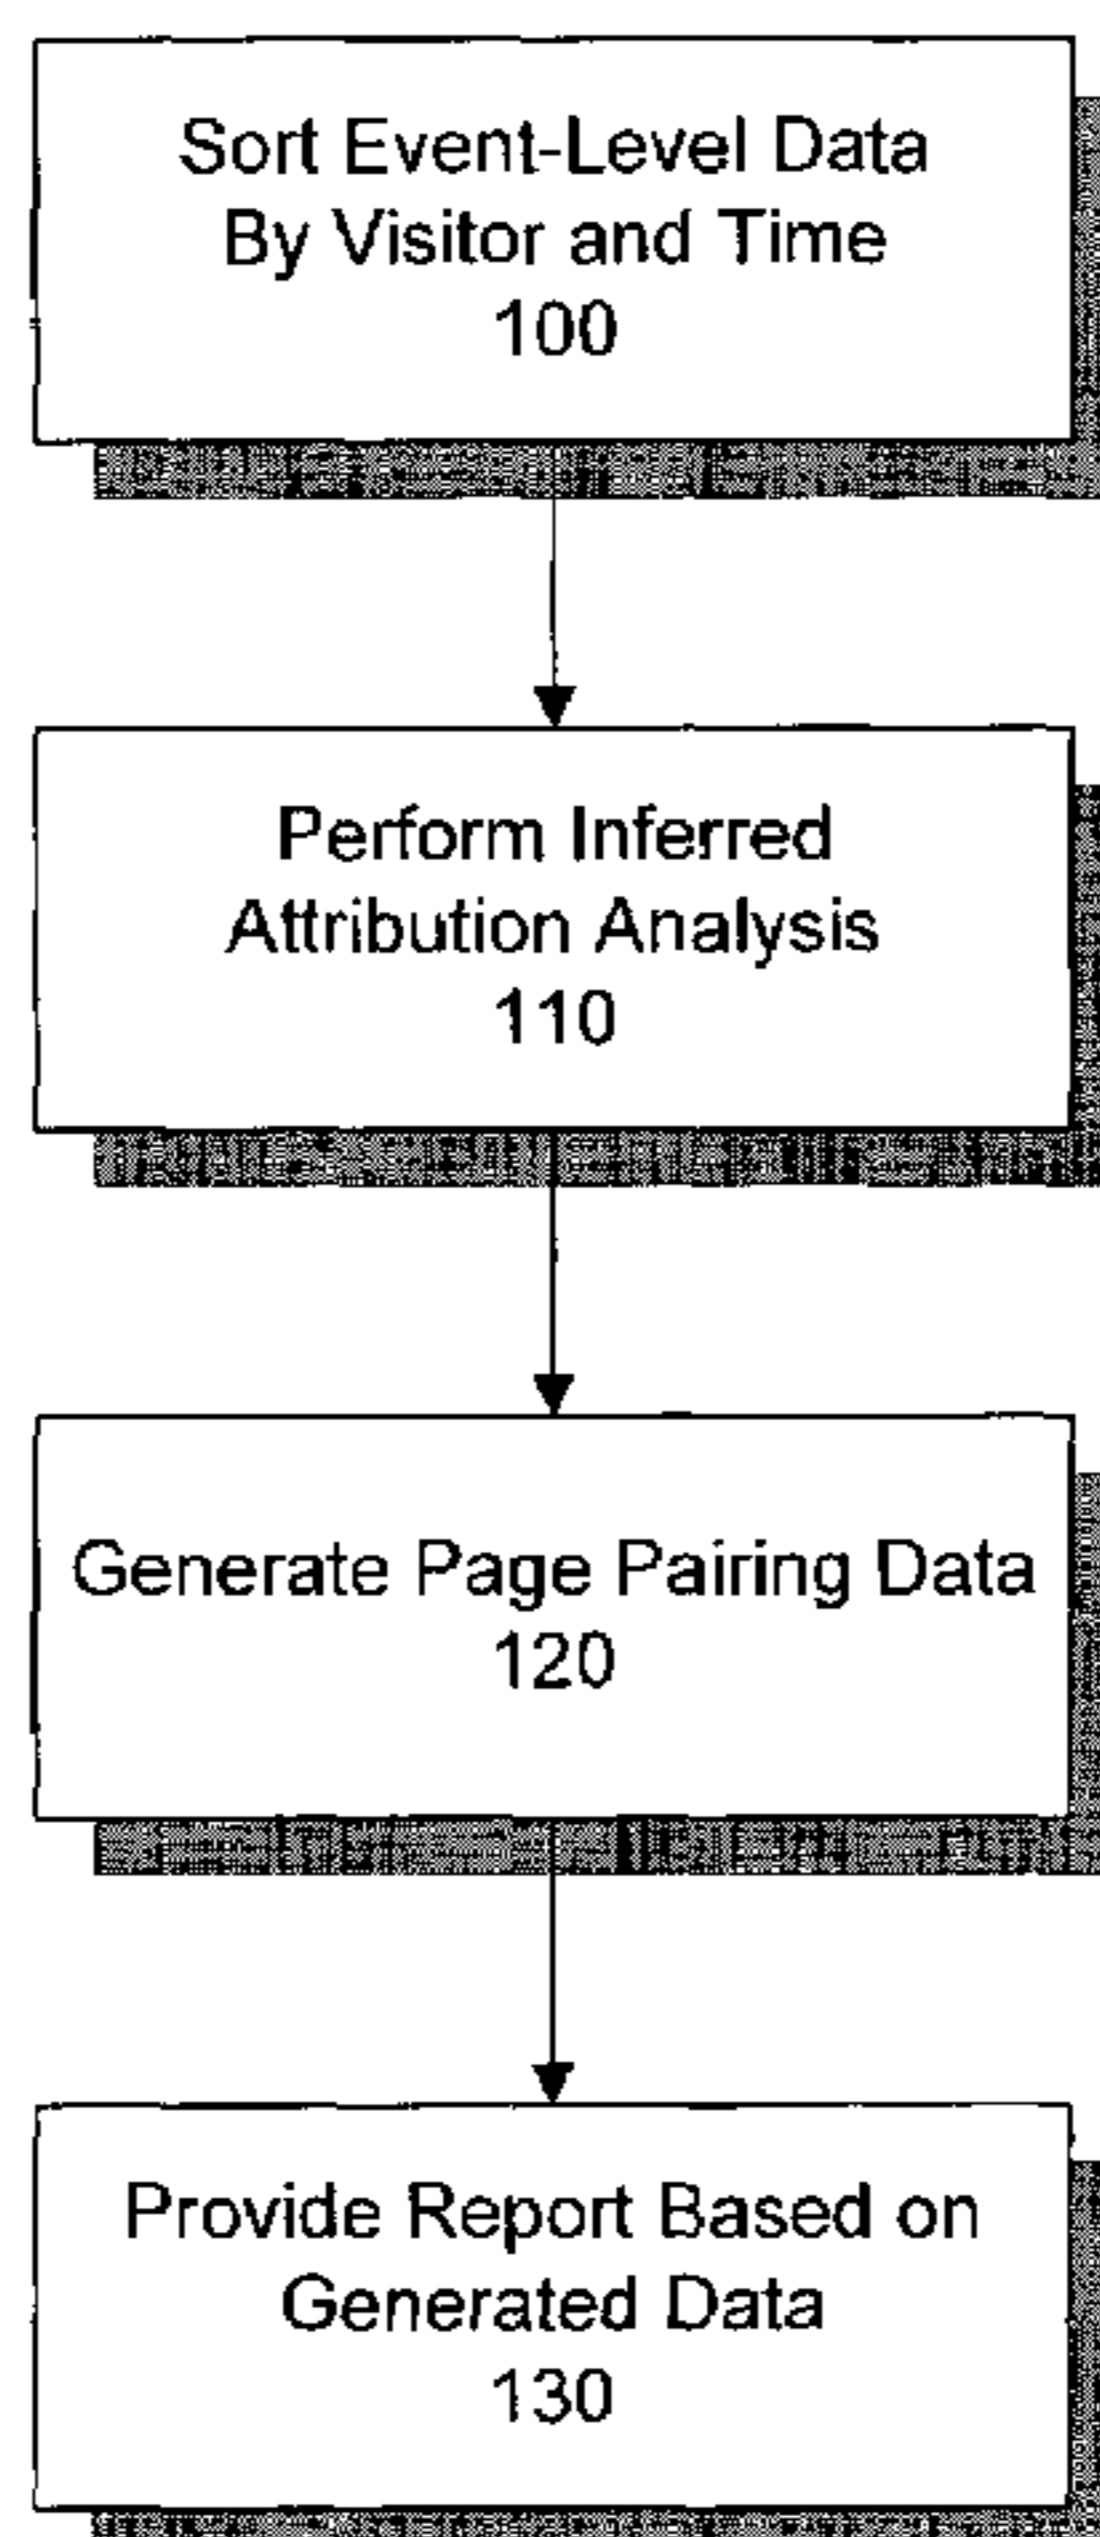 Sort Event-Level Data
By Visitor and Time
100
Perform Inferred
Attribution Analysis
110
Generate Page Pairing Data
120
Provide Report Based on
Generated Data
130